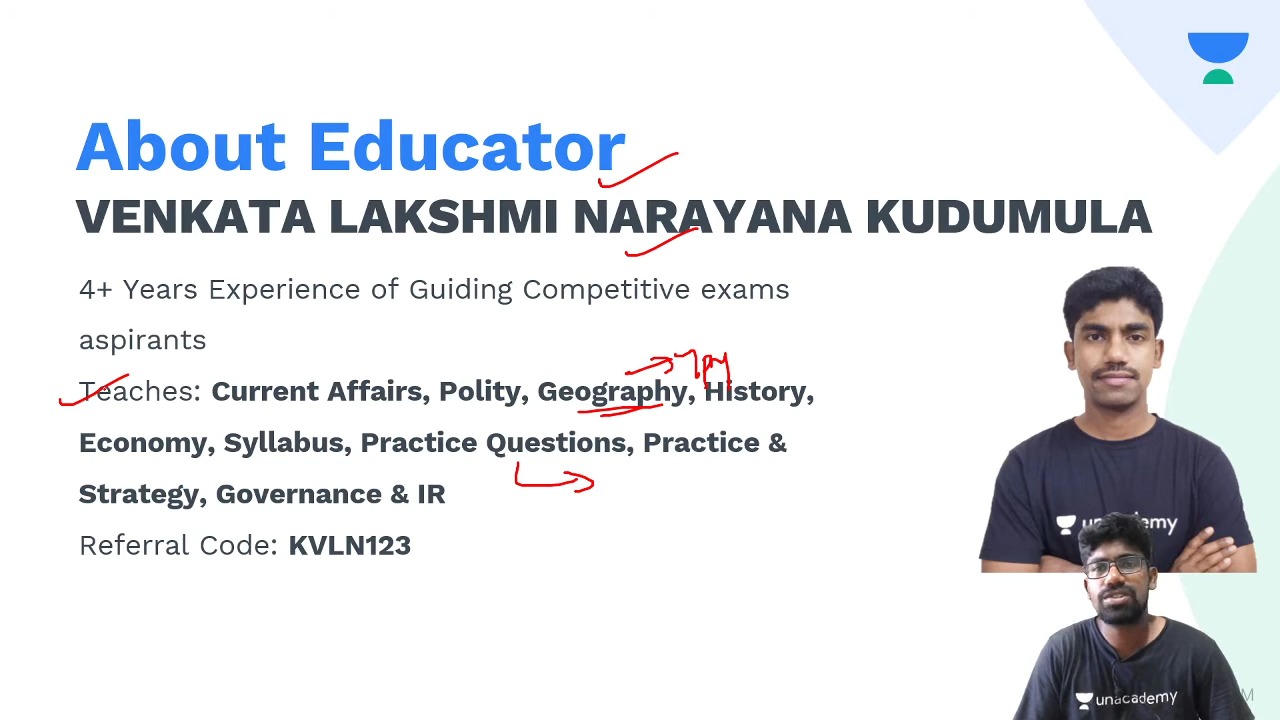 About Educator
VENKATA LAKSHMI NARAYANA KUDUMULA
4+ Years Experience of Guiding Competitive exams
aspirants
Teaches: Current Affairs, Polity, Geography, History,
Economy, Syllabus, Practice Questions, Practice &
Strategy, Governance & IR
Referral Code: KVLN123
unacademy
unacademy